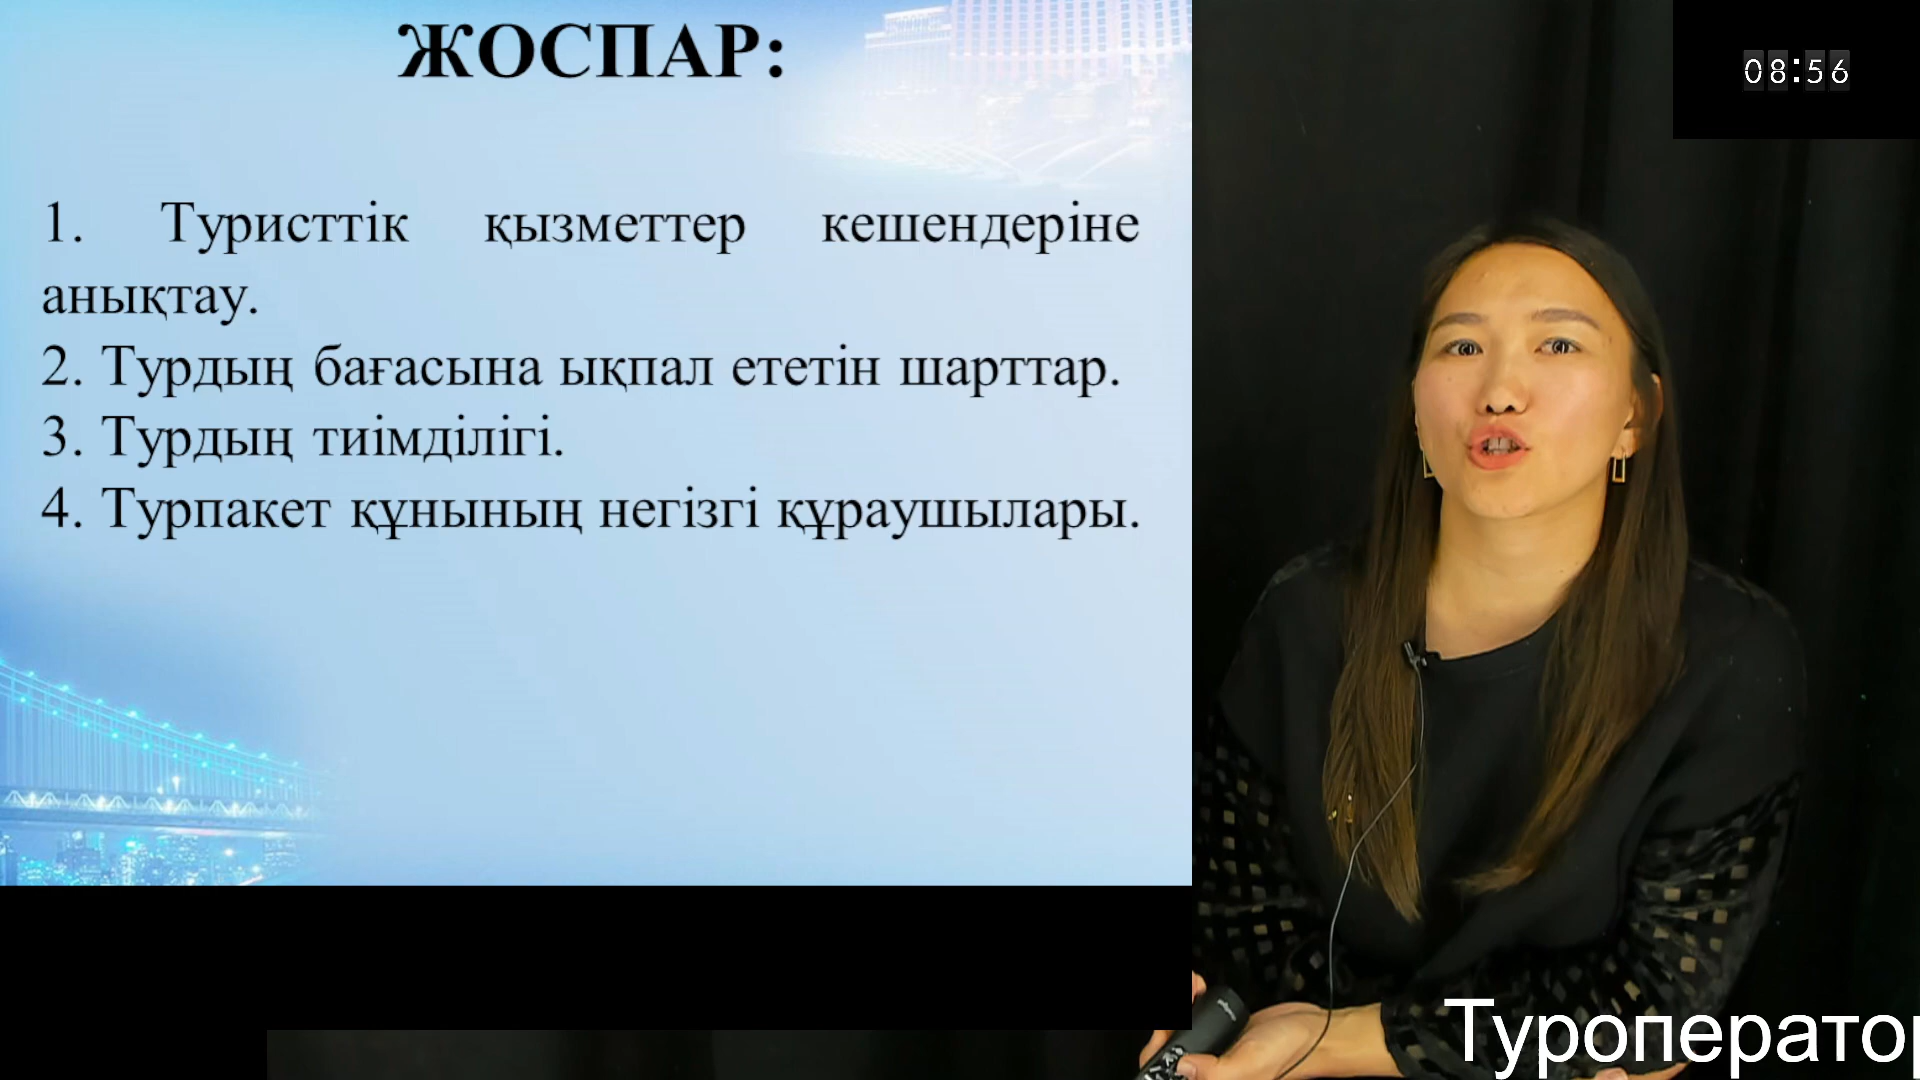 ЖОСПАР:
08:56
1. Туристтік қызметтер кешендеріне
анықтау.
2. Турдың бағасына ықпал ететін шарттар.
3. Турдың тиімділігі.
4. Турпакет құнының негізгі құраушылары.